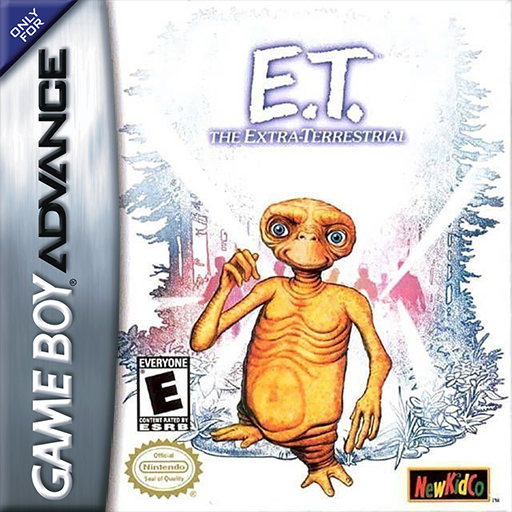 ONLY
FOR
GAME BOY ADVANCE
E.T.
THE EXTRA-TERRESTRIAL
EVERYONE
E
CONTENT RATED BY
ESRB
Official
Nintendo
Seal of Quality
NewKidCo
TM